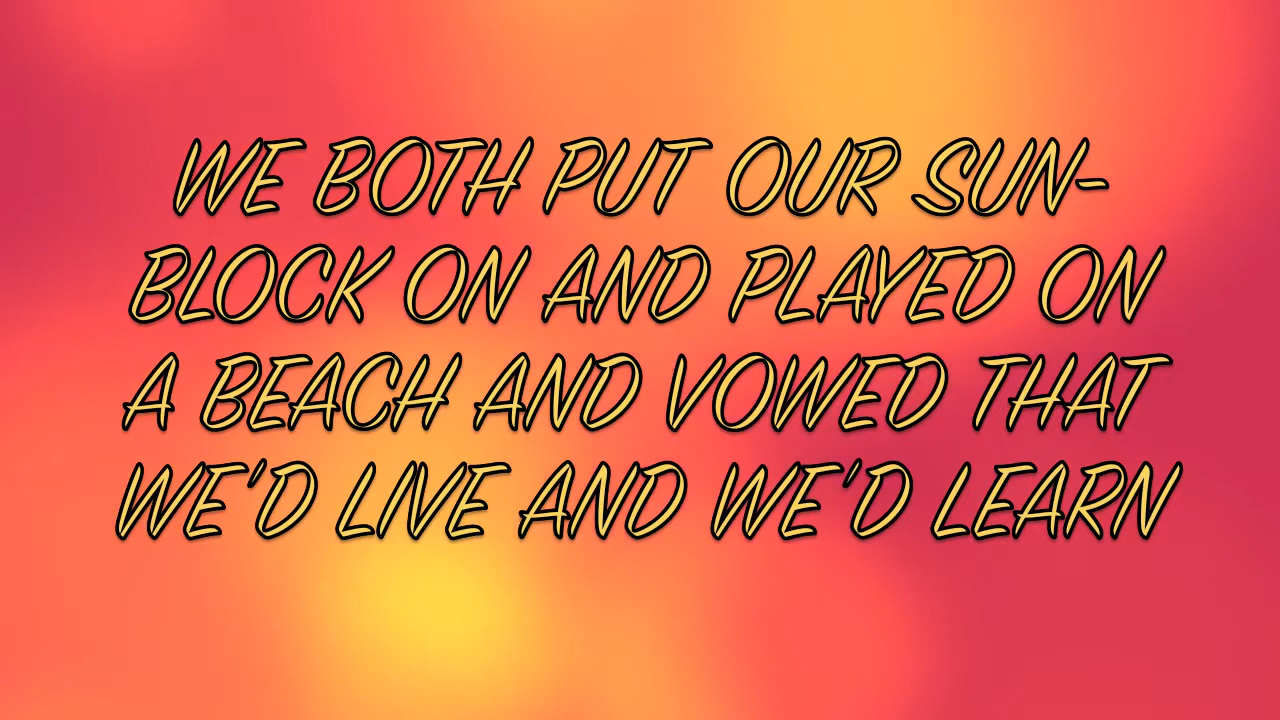 WE BOTH PUT OUR SUN-
BLOCK ON AND PLAYED ON
A BEACH AND VOWED THAT
WE'D LIVE AND WE'D LEARN